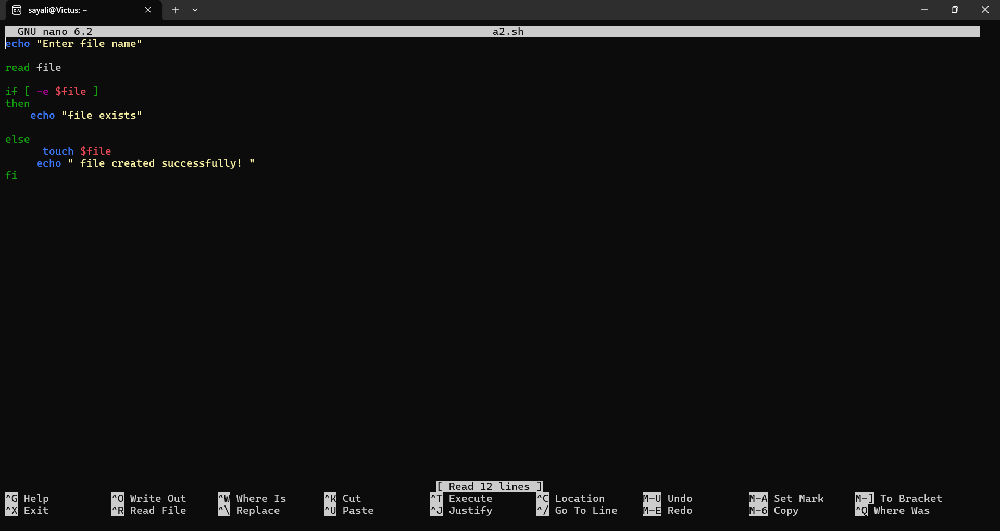 sayali@Victus: ~
GNU nano 6.2 a2.sh
echo "Enter file name"
read file
if [ -e $file ]
then
    echo "file exists"
else
      touch $file
     echo " file created successfully! "
fi
[ Read 12 lines ]
^G Help ^O Write Out ^W Where Is ^K Cut ^T Execute ^C Location M-U Undo M-A Set Mark M-] To Bracket
^X Exit ^R Read File ^\ Replace ^U Paste ^J Justify ^/ Go To Line M-E Redo M-6 Copy ^Q Where Was